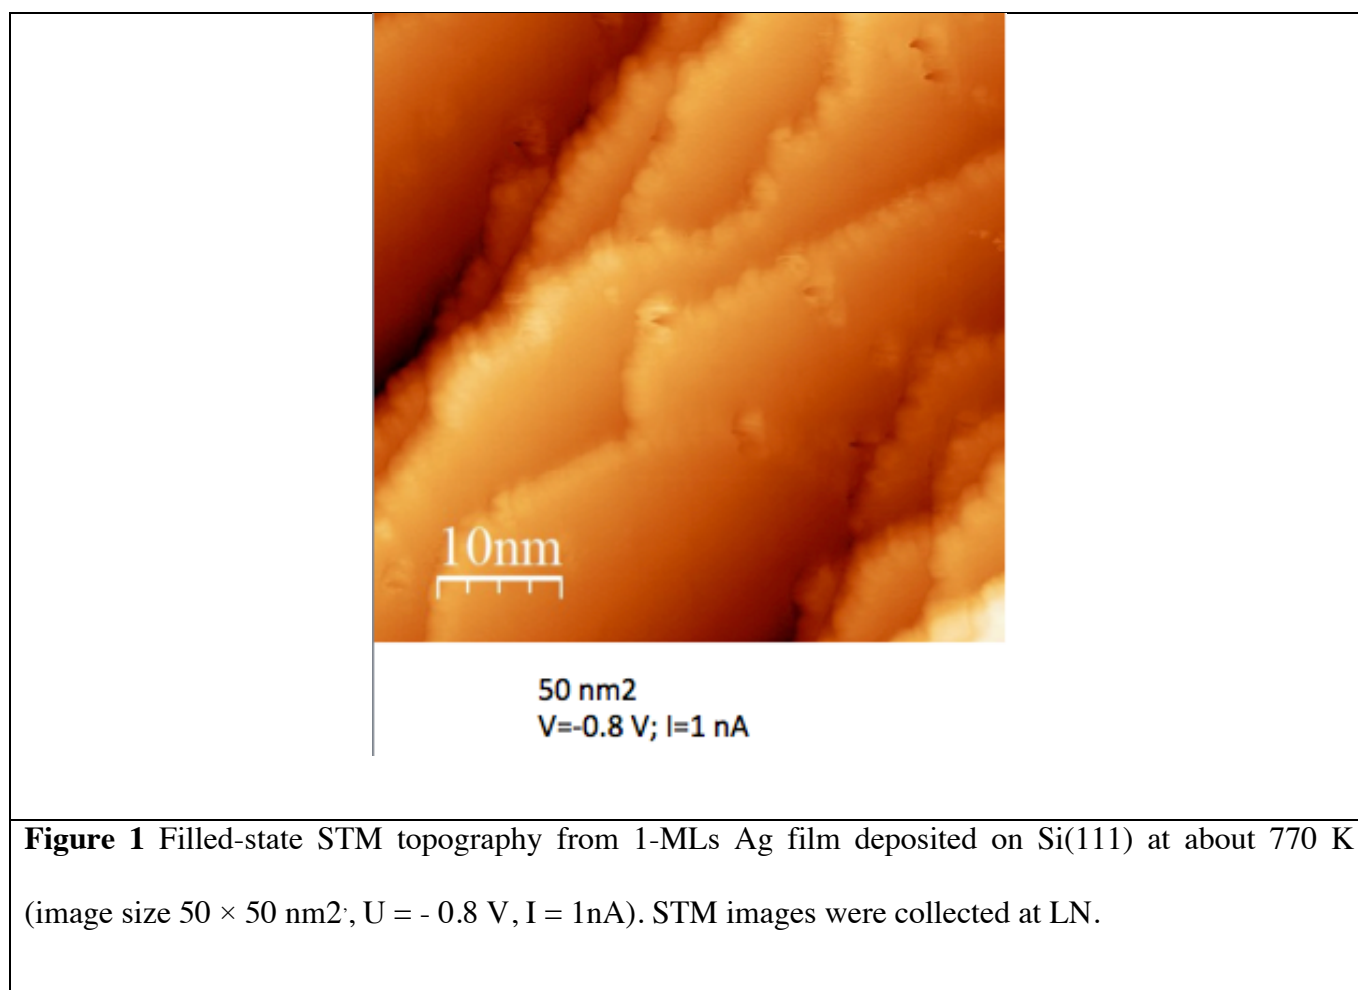 10nm
50 nm2
V=-0.8 V; I=1 nA
Figure 1 Filled-state STM topography from 1-MLs Ag film deposited on Si(111) at about 770 K
(image size 50 × 50 nm2, U = - 0.8 V, I = 1nA). STM images were collected at LN.